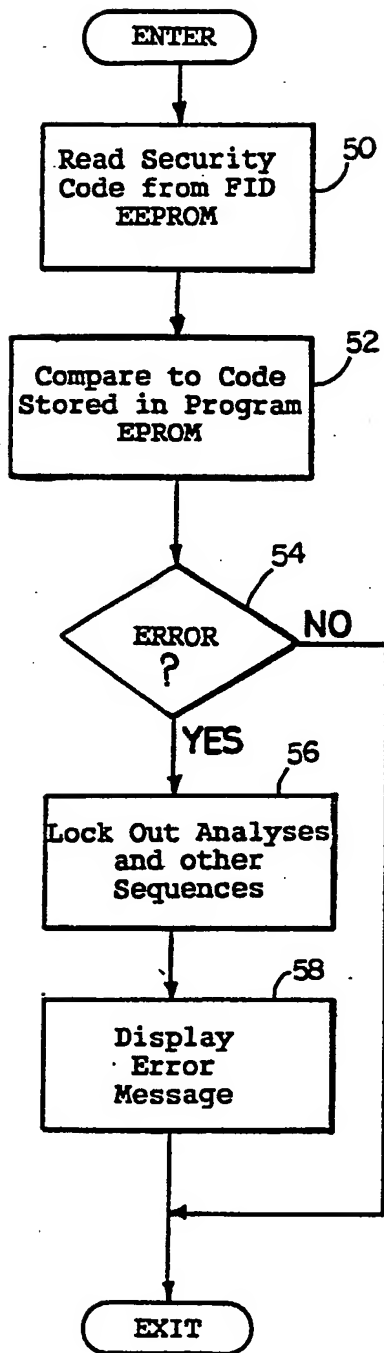 ENTER
50
Read Security
Code from FID
EEPROM
52
Compare to Code
Stored in Program
EPROM
54
ERROR
?
NO
YES
56
Lock Out Analyses
and other
Sequences
58
Display
Error
Message
EXIT